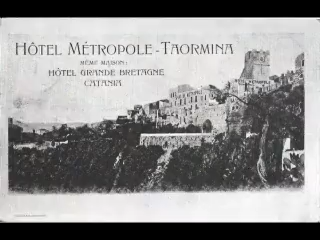 HÔTEL MÉTROPOLE - TAORMINA
MÊME MAISON:
HÔTEL GRANDE BRETAGNE
CATANIA